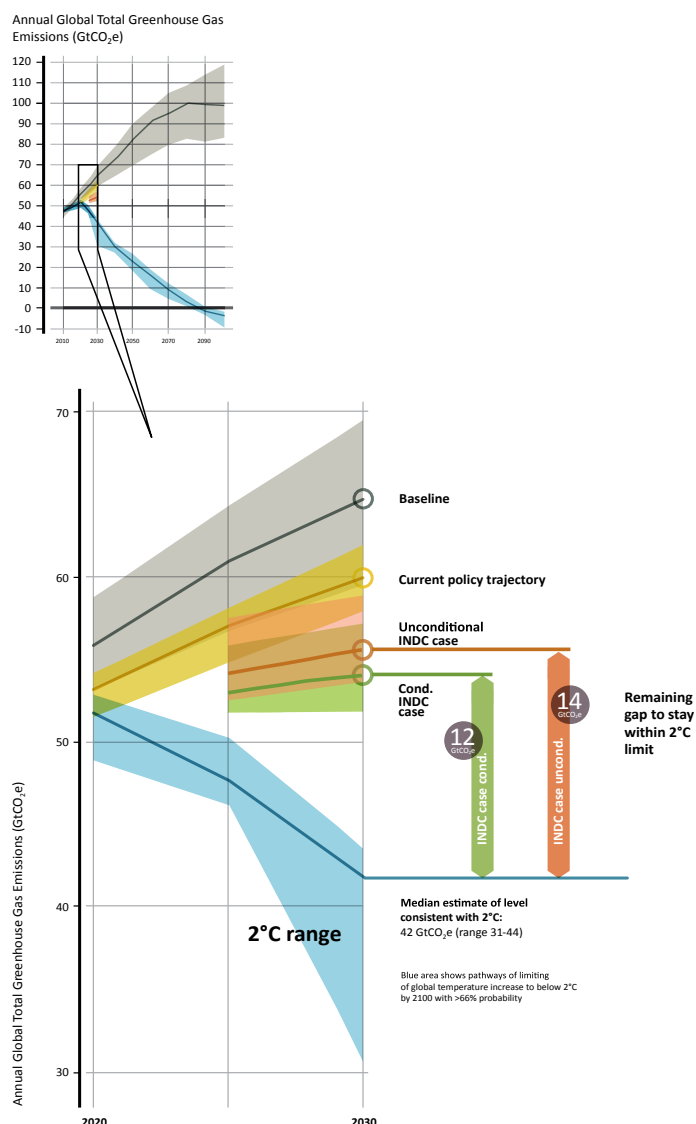 Annual Global Total Greenhouse Gas
Emissions (GtCO2e)
120
110
100
90
80
70
60
50
40
30
20
10
0
-10
2010
2030
2050
2070
2090
Annual Global Total Greenhouse Gas Emissions (GtCO2e)
70
60
50
40
30
2020
2030
Baseline
Current policy trajectory
Unconditional
INDC case
Cond.
INDC
case
12
GtCO2e
INDC case cond.
14
GtCO2e
INDC case uncond.
Remaining
gap to stay
within 2°C
limit
2°C range
Median estimate of level
consistent with 2°C:
42 GtCO2e (range 31-44)
Blue area shows pathways of limiting
of global temperature increase to below 2°C
by 2100 with >66% probability